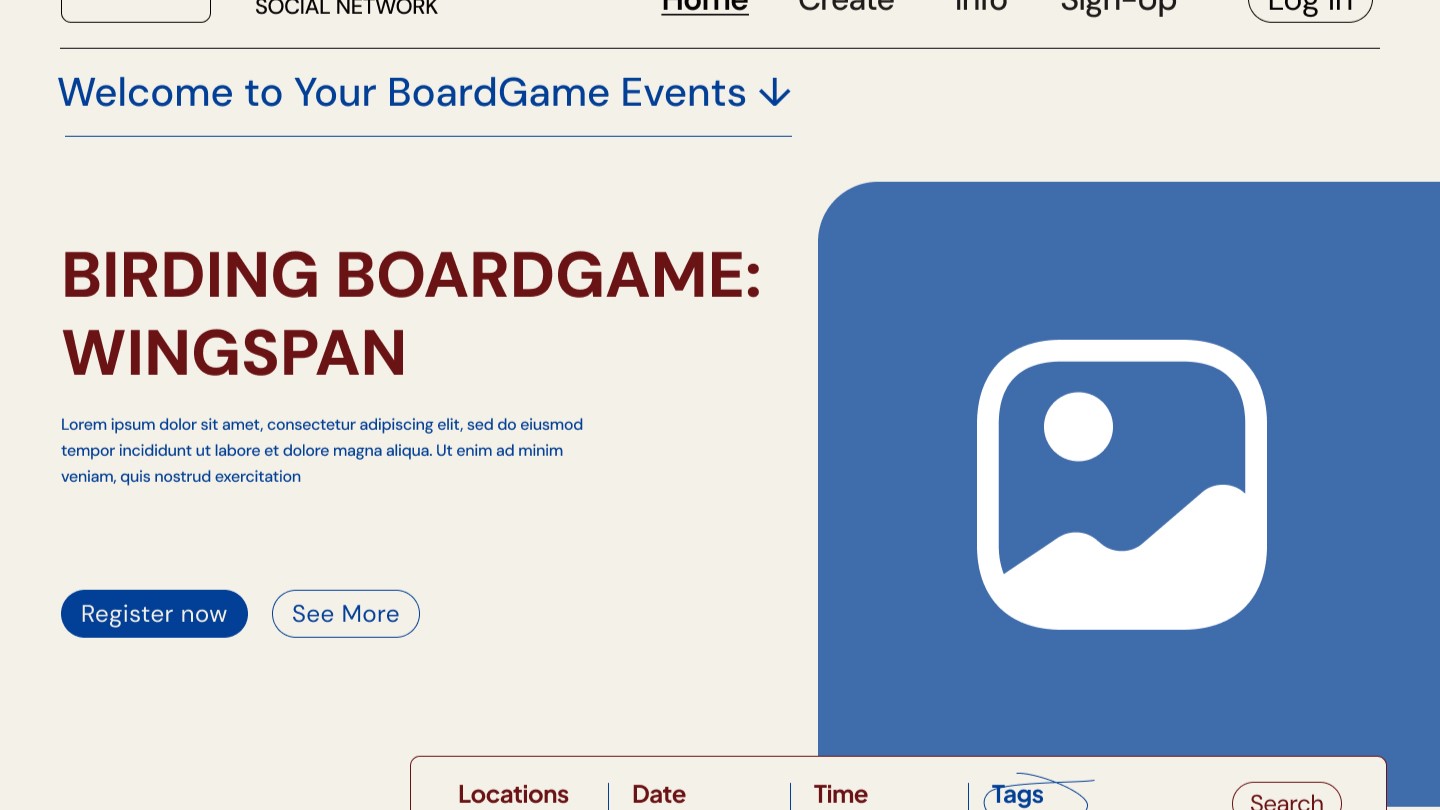 SOCIAL NETWORK
Home Create Info Sign-Up Log In
Welcome to Your BoardGame Events ↓
BIRDING BOARDGAME:
WINGSPAN
Lorem ipsum dolor sit amet, consectetur adipiscing elit, sed do eiusmod
tempor incididunt ut labore et dolore magna aliqua. Ut enim ad minim
veniam, quis nostrud exercitation
Register now See More
Locations Date Time Tags Search